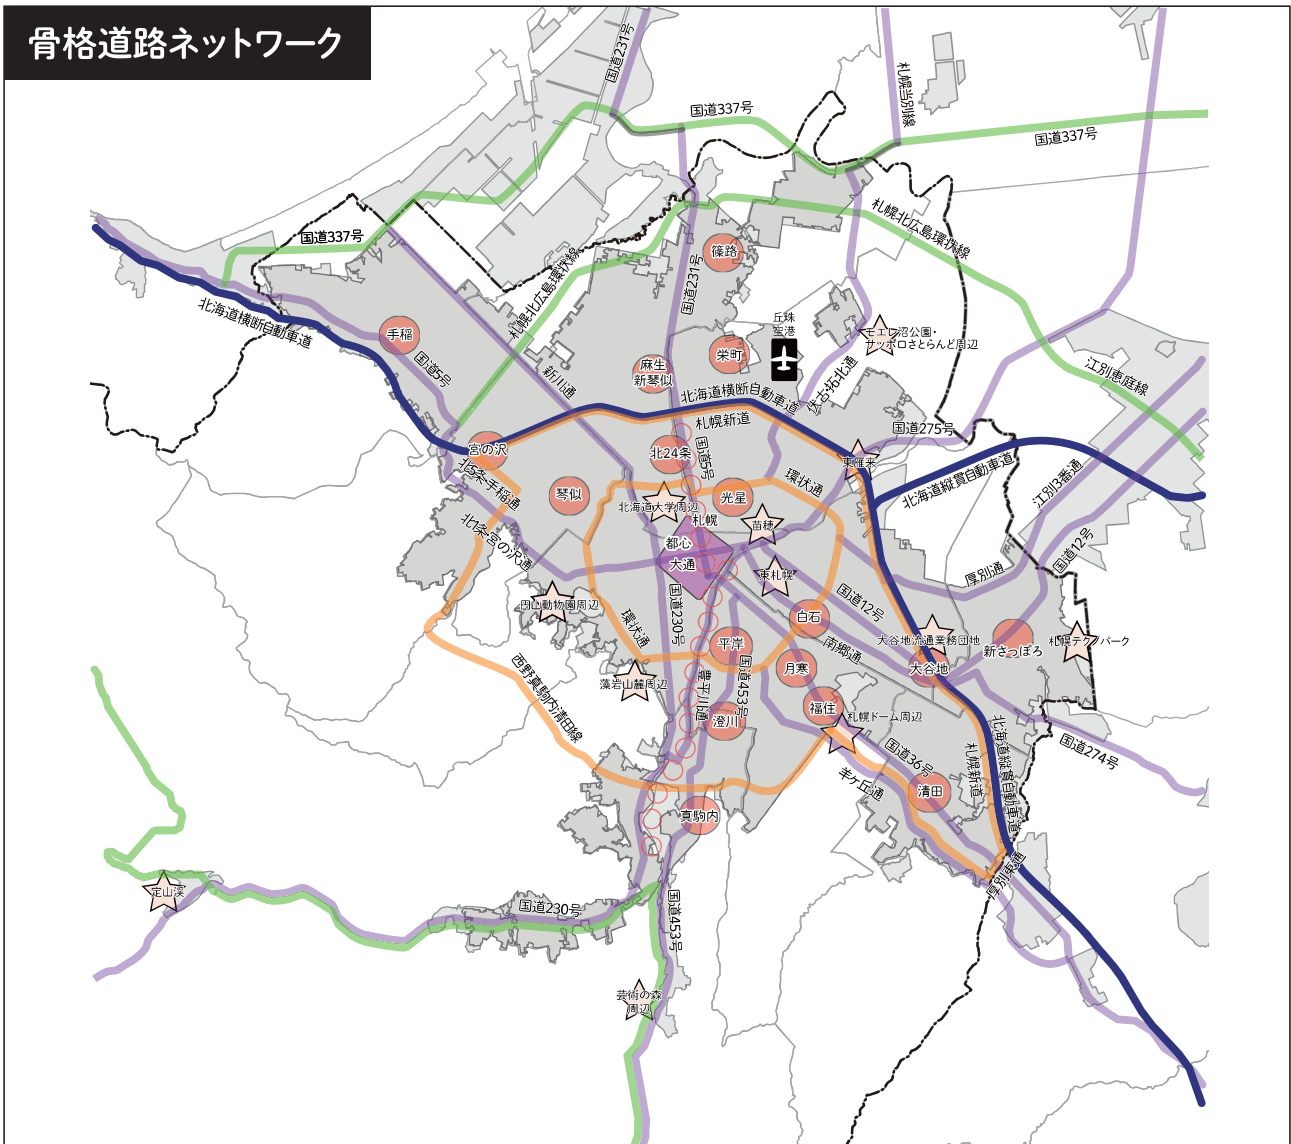 骨格道路ネットワーク
国道231号
国道337号
札幌当別線
国道337号
国道337号
札幌北広島環状線
札幌北広島環状線
篠路
国道231号
北海道横断自動車道
手稲
国道5号
丘珠
空港
モエレ沼公園・
サッポロさとらんど周辺
栄町
麻生
新琴似
新川通
伏古拓北通
江別恵庭線
北海道横断自動車道
札幌新道
国道275号
宮の沢
北24条
国道5号
東雁来
北5条手稲通
琴似
北海道大学周辺
光星
環状通
北海道縦貫自動車道
江別3番通
札幌
苗穂
北1条宮の沢通
都心
大通
東札幌
国道12号
厚別通
円山動物園周辺
国道230号
国道12号
環状通
白石
平岸
南郷通
大谷地流通業務団地
新さっぽろ
札幌テクノパーク
西野真駒内清田線
藻岩山麓周辺
豊平川通
国道453号
月寒
大谷地
澄川
福住
札幌ドーム周辺
国道36号
羊ケ丘通
札幌新道
北海道縦貫自動車道
国道274号
清田
真駒内
厚別東通
定山渓
国道230号
国道453号
芸術の森
周辺